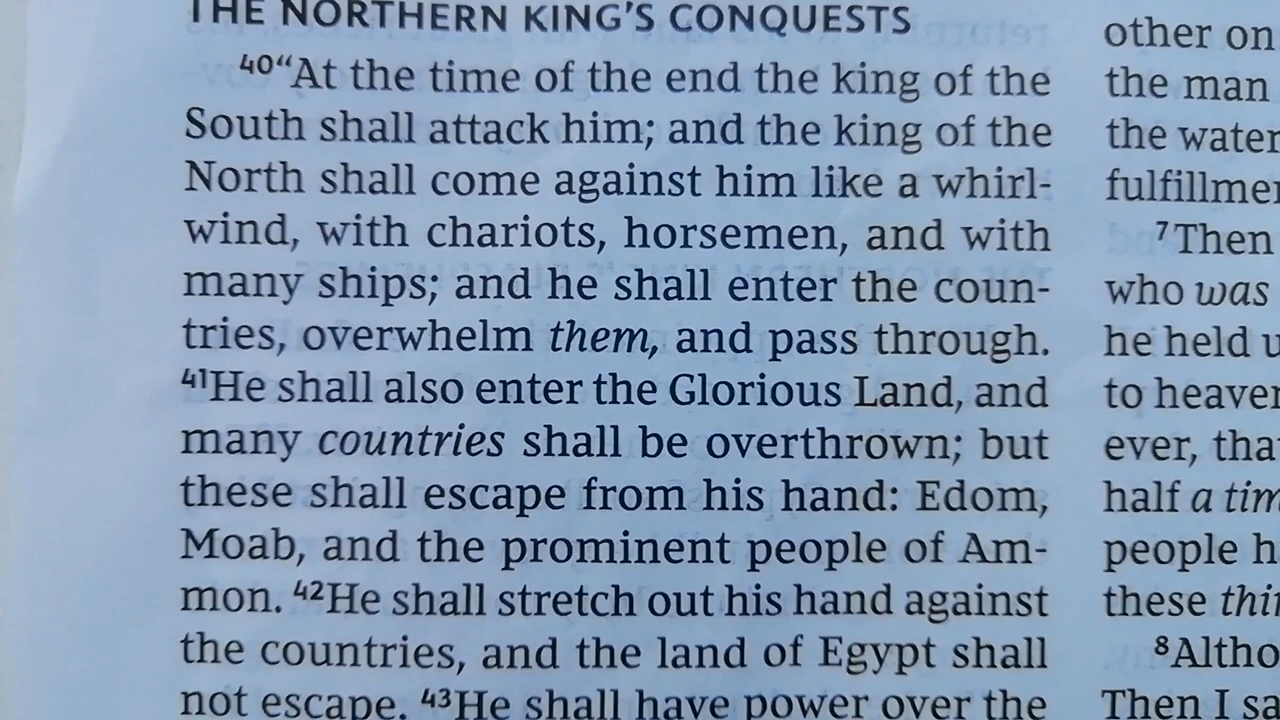 THE NORTHERN KING'S CONQUESTS
⁴⁰“At the time of the end the king of the
South shall attack him; and the king of the
North shall come against him like a whirl-
wind, with chariots, horsemen, and with
many ships; and he shall enter the coun-
tries, overwhelm them, and pass through.
⁴¹He shall also enter the Glorious Land, and
many countries shall be overthrown; but
these shall escape from his hand: Edom,
Moab, and the prominent people of Am-
mon. ⁴²He shall stretch out his hand against
the countries, and the land of Egypt shall
not escape. ⁴³He shall have power over the
other on
the man
the water
fulfillme
⁷Then
who was
he held u
to heave
ever, tha
half a tim
people h
these thi
⁸Altho
Then I sa